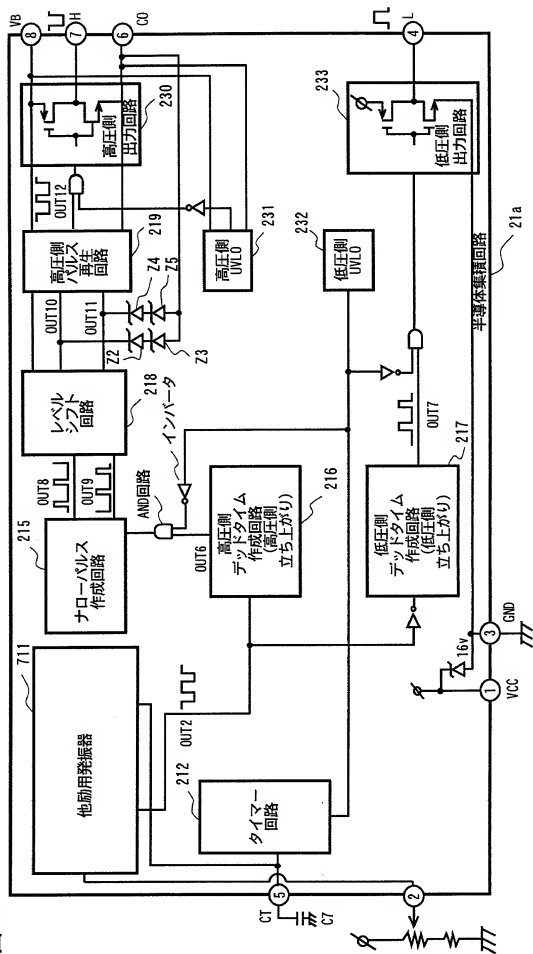 VB
8
H
7
CO
6
L
4
高圧側
出力回路
230
233
低圧側
出力回路
OUT12
高圧側
パルス
再生
回路
219
高圧側
UVLO
231
232
低圧側
UVLO
21a
半導体集積回路
OUT10
OUT11
Z4
Z5
Z2
Z3
レベル
シフト
回路
218
インバータ
OUT8
OUT9
AND回路
OUT7
217
215
ナローパルス
作成回路
OUT6
高圧側
デッドタイム
作成回路
(高圧側
立ち上がり)
216
低圧側
デッドタイム
作成回路
(低圧側
立ち上がり)
711
他励用発振器
OUT2
16v
3
GND
1
VCC
212
タイマー
回路
5
CT
C7
2